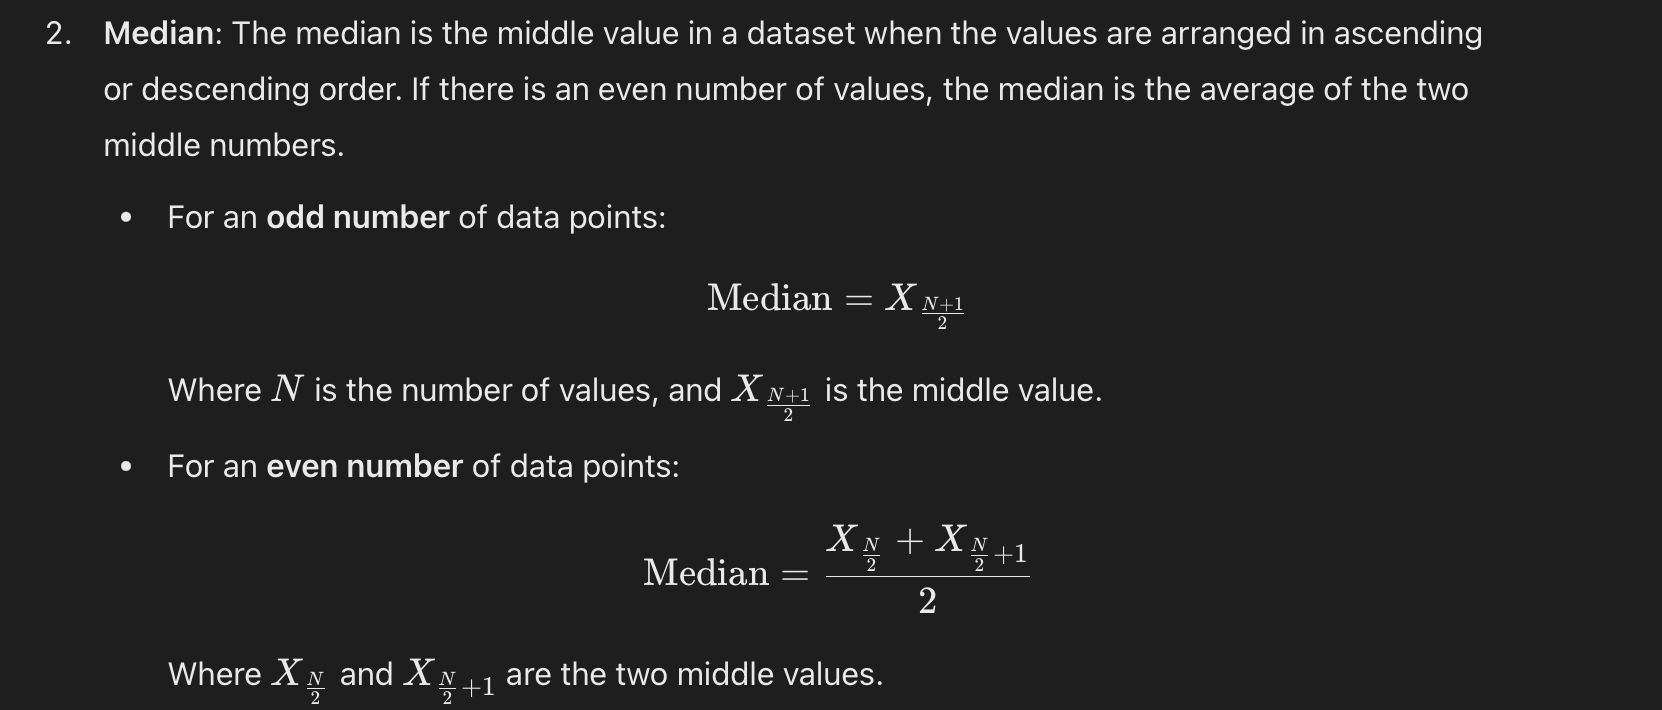 2. Median: The median is the middle value in a dataset when the values are arranged in ascending
or descending order. If there is an even number of values, the median is the average of the two
middle numbers.
• For an odd number of data points:
Median = X_{\frac{N+1}{2}}
Where N is the number of values, and X_{\frac{N+1}{2}} is the middle value.
• For an even number of data points:
Median = \frac{X_{\frac{N}{2}} + X_{\frac{N}{2}+1}}{2}
Where X_{\frac{N}{2}} and X_{\frac{N}{2}+1} are the two middle values.